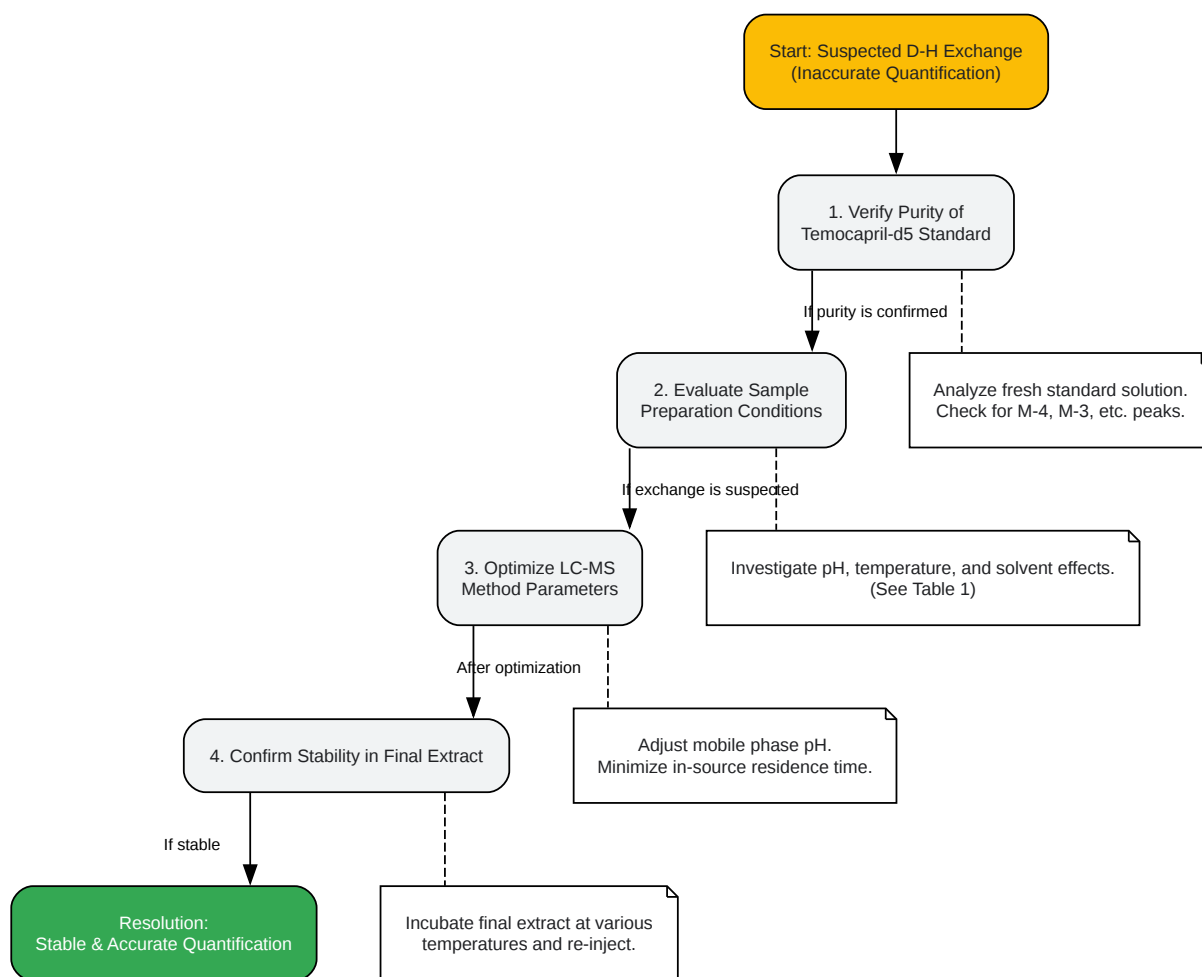 Start: Suspected D-H Exchange
(Inaccurate Quantification)
1. Verify Purity of
Temocapril-d5 Standard
If purity is confirmed
2. Evaluate Sample
Preparation Conditions
Analyze fresh standard solution.
Check for M-4, M-3, etc. peaks.
If exchange is suspected
3. Optimize LC-MS
Method Parameters
Investigate pH, temperature, and solvent effects.
(See Table 1)
After optimization
4. Confirm Stability in Final Extract
Adjust mobile phase pH.
Minimize in-source residence time.
If stable
Resolution:
Stable & Accurate Quantification
Incubate final extract at various
temperatures and re-inject.